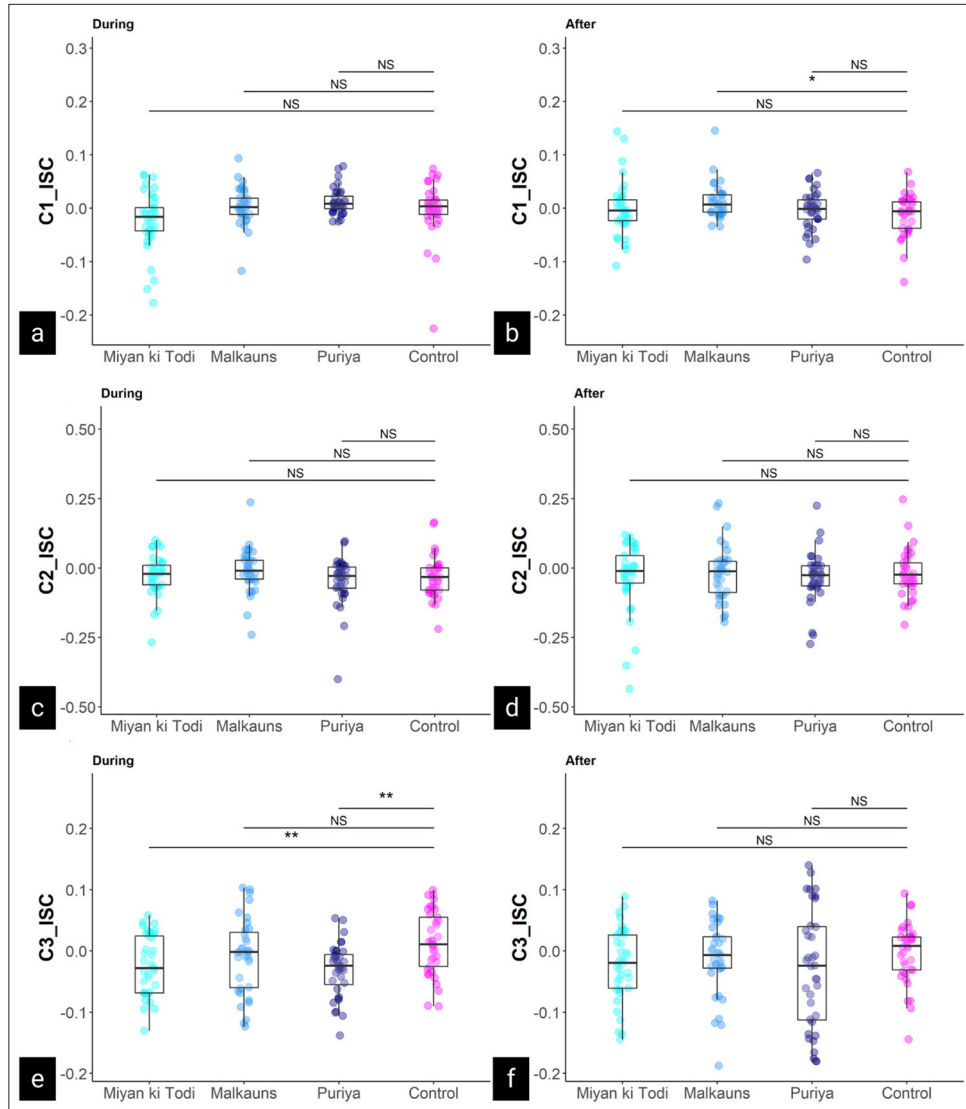 During
After
0.3
0.2
0.1
0.0
-0.1
-0.2
C1_ISC
NS
NS
NS
a
Miyan ki Todi Malkauns Puriya Control
0.3
0.2
0.1
0.0
-0.1
-0.2
C1_ISC
NS
*
NS
b
Miyan ki Todi Malkauns Puriya Control
During
After
0.50
0.25
0.00
-0.25
-0.50
C2_ISC
NS
NS
NS
c
Miyan ki Todi Malkauns Puriya Control
0.50
0.25
0.00
-0.25
-0.50
C2_ISC
NS
NS
NS
d
Miyan ki Todi Malkauns Puriya Control
During
After
0.2
0.1
0.0
-0.1
-0.2
C3_ISC
**
NS
**
e
Miyan ki Todi Malkauns Puriya Control
0.2
0.1
0.0
-0.1
-0.2
C3_ISC
NS
NS
NS
f
Miyan ki Todi Malkauns Puriya Control